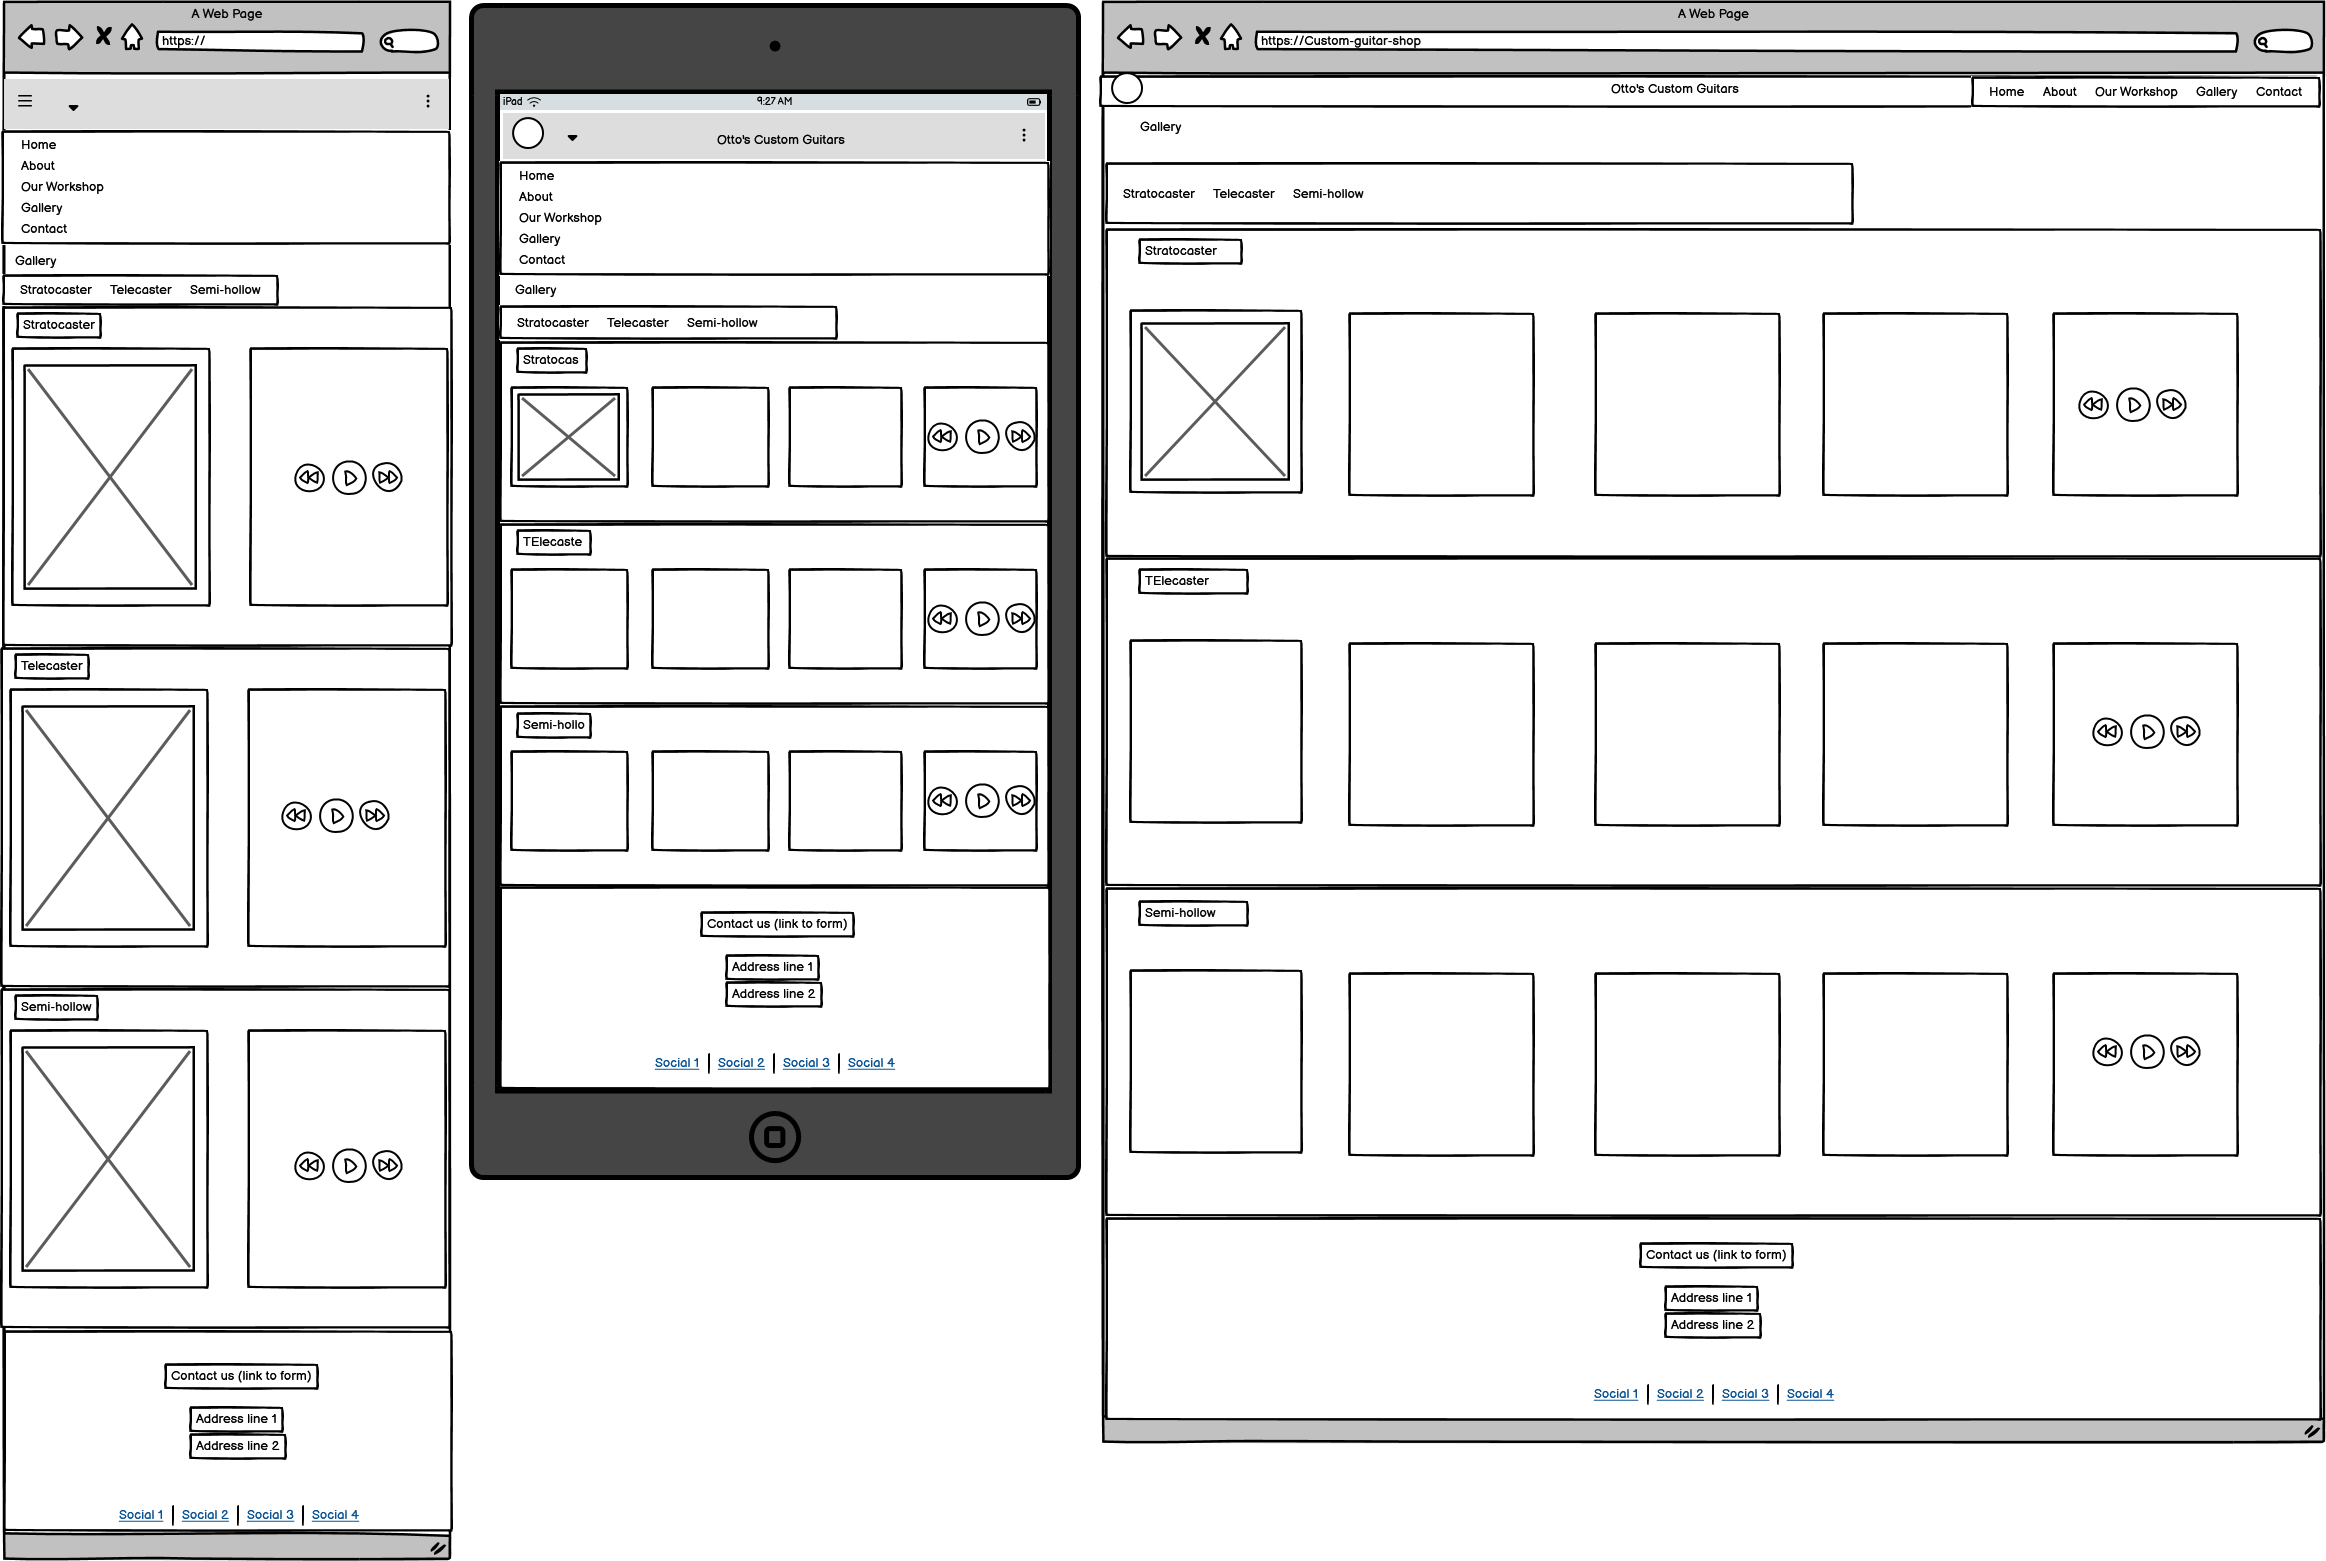 A Web Page
https://
Home
About
Our Workshop
Gallery
Contact
Gallery
Stratocaster Telecaster Semi-hollow
Stratocaster
Telecaster
Semi-hollow
Contact us (link to form)
Address line 1
Address line 2
Social 1 | Social 2 | Social 3 | Social 4
iPad 9:27 AM
Otto's Custom Guitars
Home
About
Our Workshop
Gallery
Contact
Gallery
Stratocaster Telecaster Semi-hollow
Stratocas
TElecaste
Semi-hollo
Contact us (link to form)
Address line 1
Address line 2
Social 1 | Social 2 | Social 3 | Social 4
A Web Page
https://Custom-guitar-shop
Otto's Custom Guitars
Home About Our Workshop Gallery Contact
Gallery
Stratocaster Telecaster Semi-hollow
Stratocaster
TElecaster
Semi-hollow
Contact us (link to form)
Address line 1
Address line 2
Social 1 | Social 2 | Social 3 | Social 4